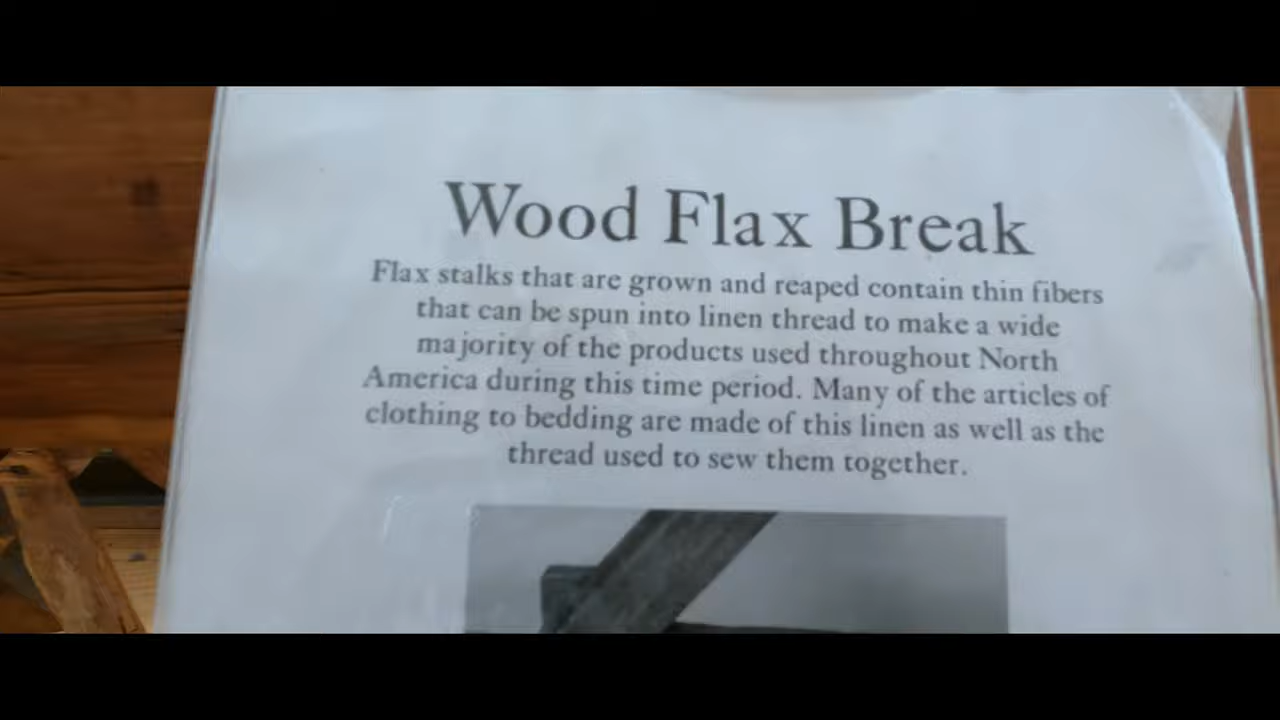 Wood Flax Break
Flax stalks that are grown and reaped contain thin fibers
that can be spun into linen thread to make a wide
majority of the products used throughout North
America during this time period. Many of the articles of
clothing to bedding are made of this linen as well as the
thread used to sew them together.